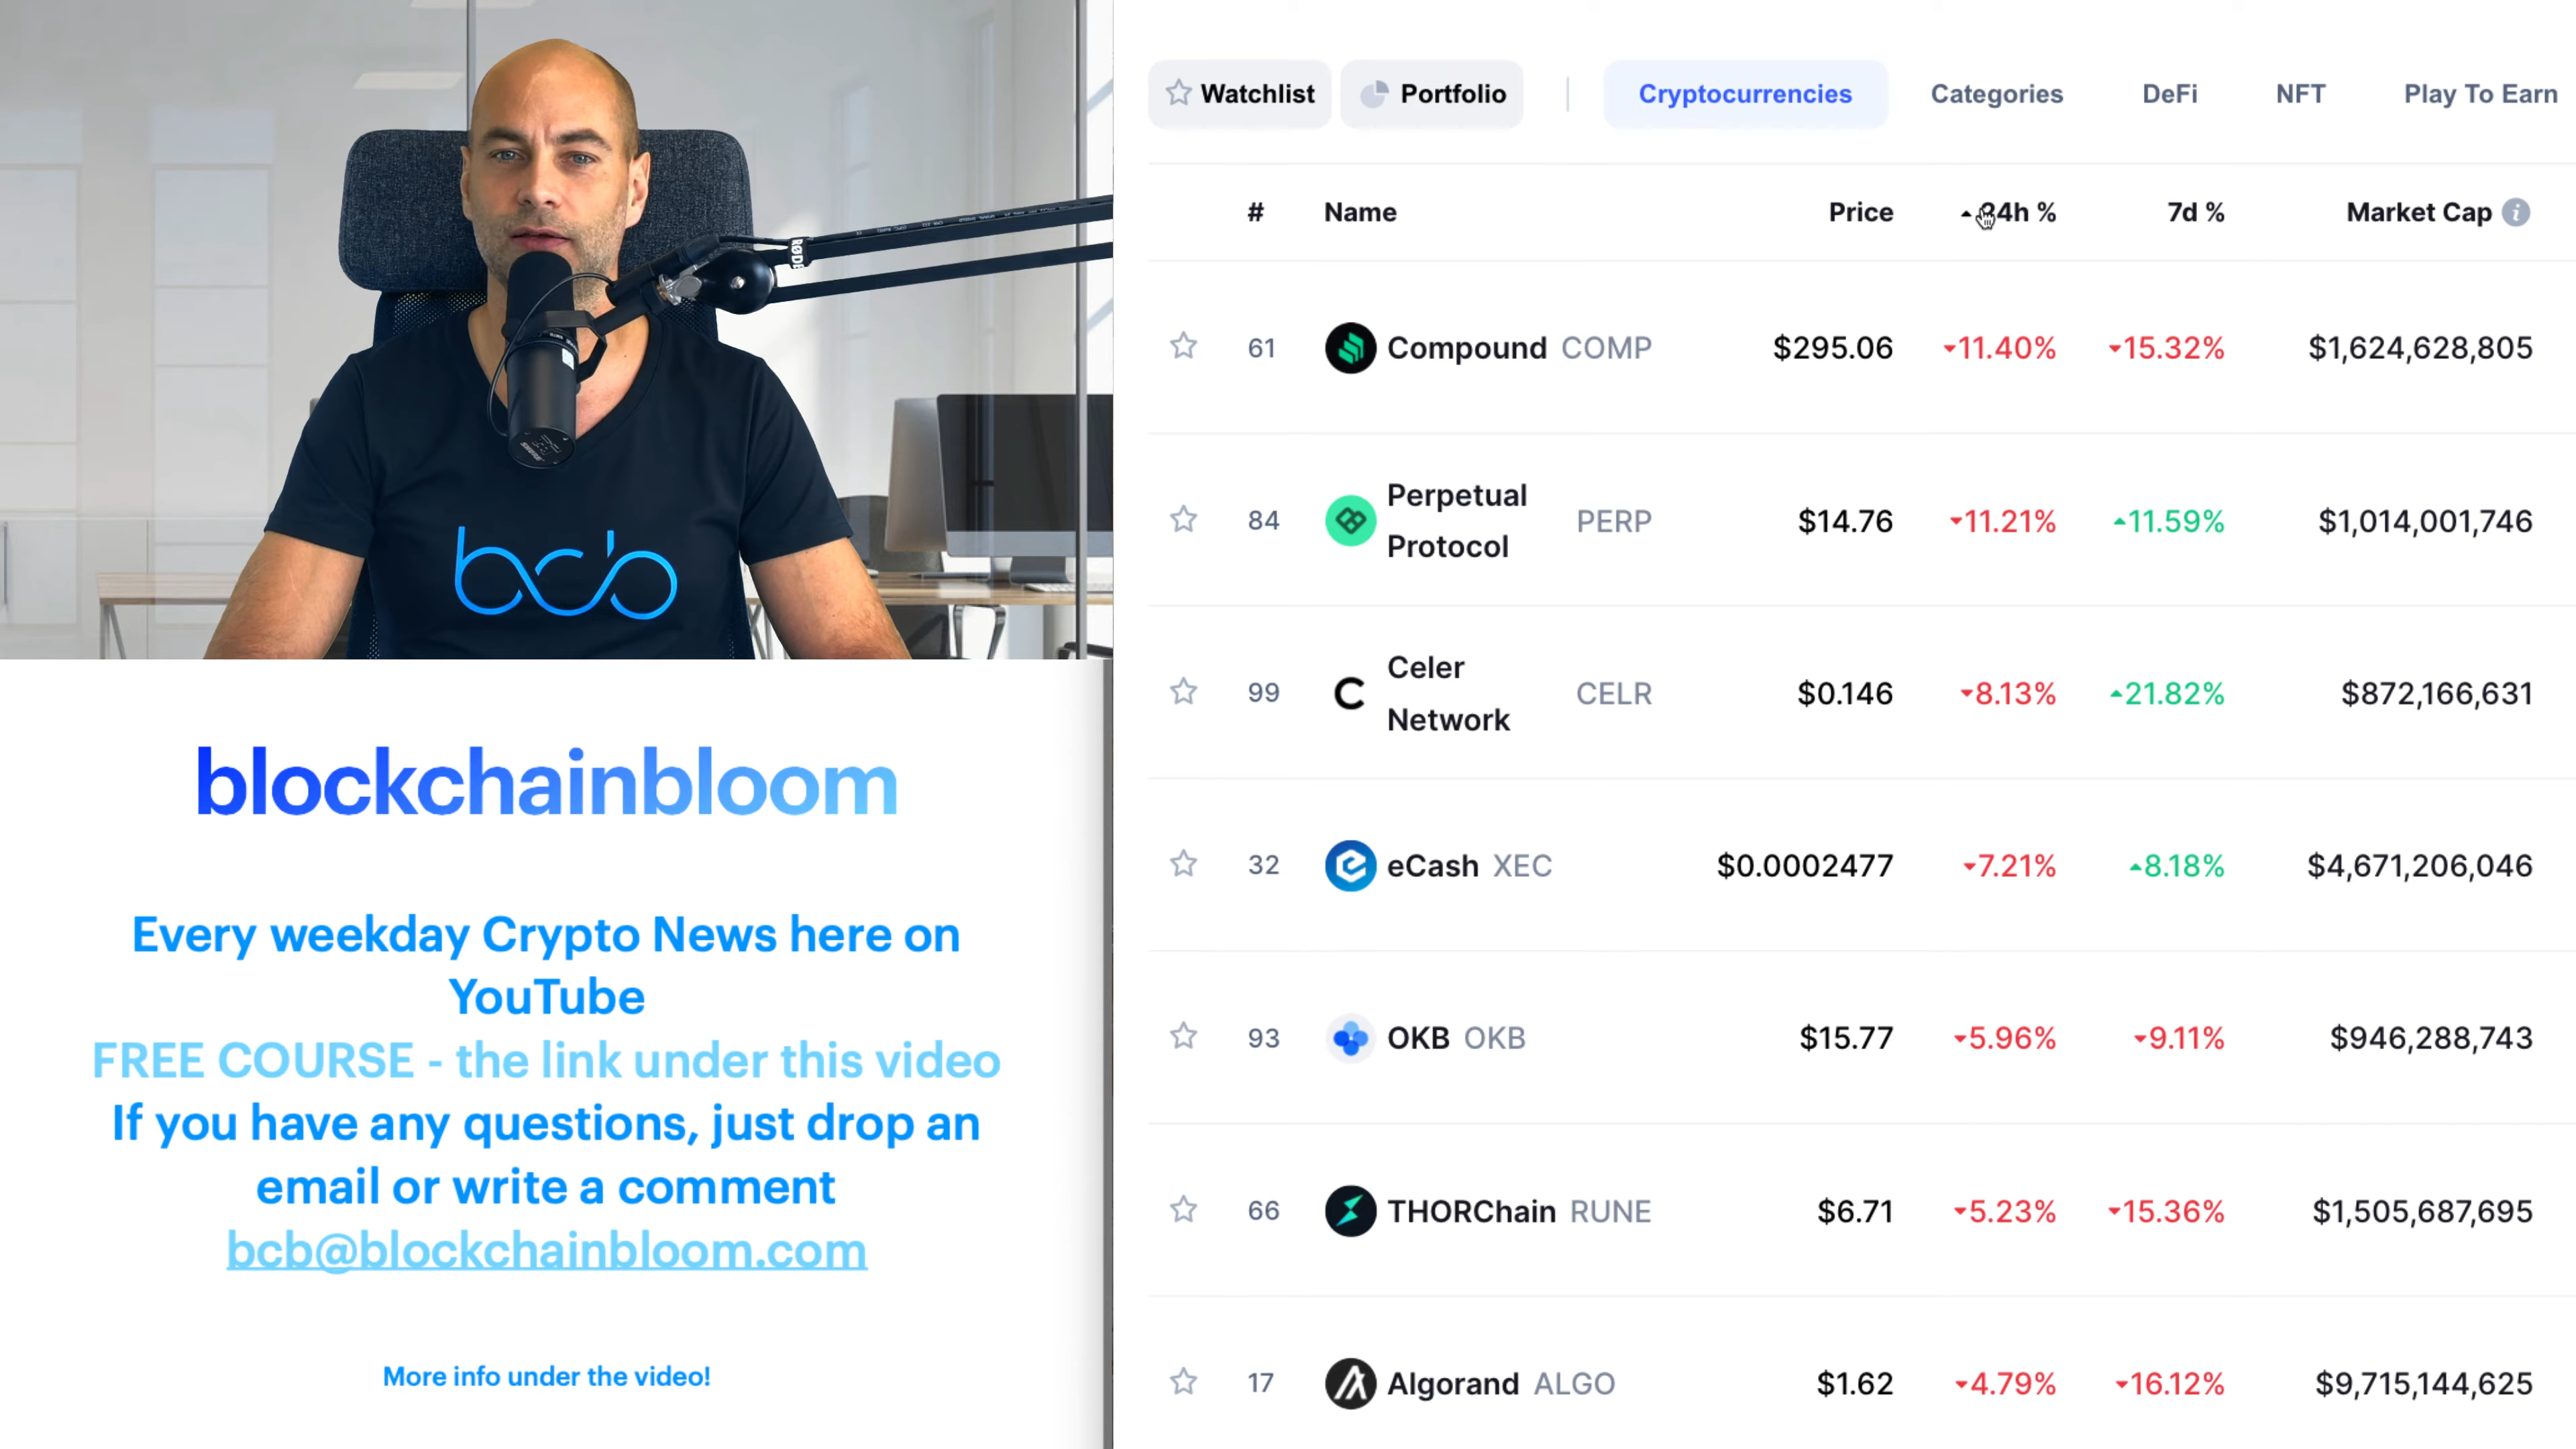 RØDE
bcb
blockchainbloom
Every weekday Crypto News here on
YouTube
FREE COURSE - the link under this video
If you have any questions, just drop an
email or write a comment
bcb@blockchainbloom.com
More info under the video!
Watchlist Portfolio Cryptocurrencies Categories DeFi NFT Play To Earn
# Name Price 24h % 7d % Market Cap
61 Compound COMP $295.06 11.40% 15.32% $1,624,628,805
84 Perpetual Protocol PERP $14.76 11.21% 11.59% $1,014,001,746
99 Celer Network CELR $0.146 8.13% 21.82% $872,166,631
32 eCash XEC $0.0002477 7.21% 8.18% $4,671,206,046
93 OKB OKB $15.77 5.96% 9.11% $946,288,743
66 THORChain RUNE $6.71 5.23% 15.36% $1,505,687,695
17 Algorand ALGO $1.62 4.79% 16.12% $9,715,144,625